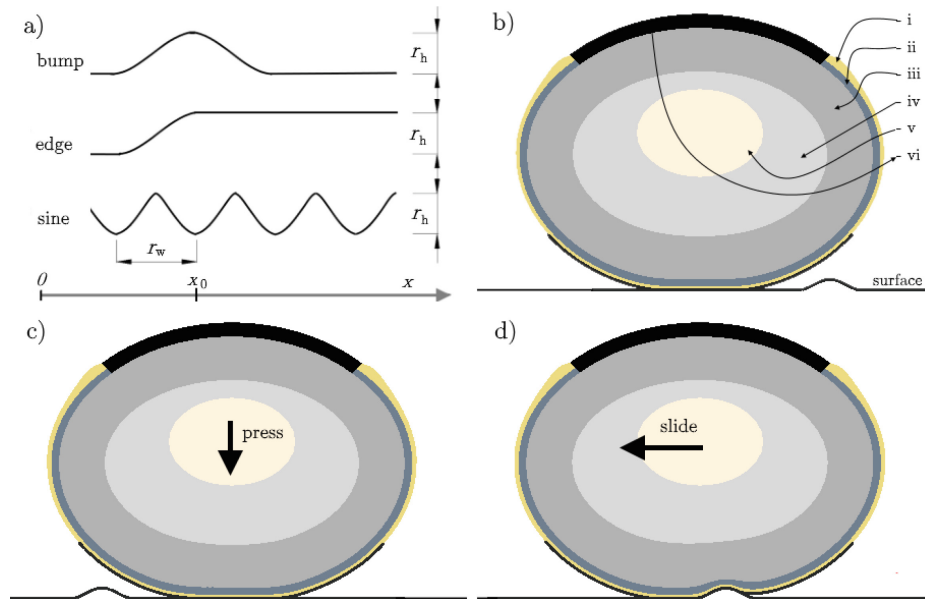 a)
bump
r_h
edge
r_h
sine
r_h
r_w
0
x_0
x
b)
i
ii
iii
iv
v
vi
surface
c)
press
d)
slide